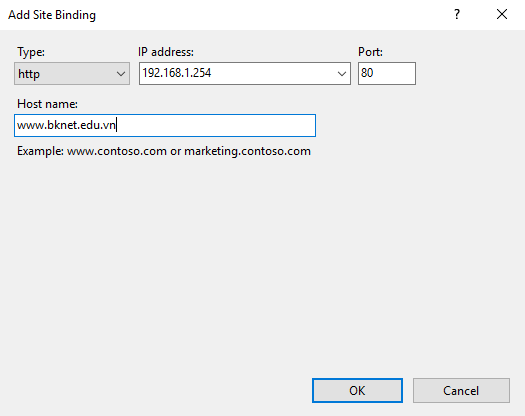 Add Site Binding ?
Type: IP address: Port:
http 192.168.1.254 80
Host name:
www.bknet.edu.vn
Example: www.contoso.com or marketing.contoso.com
OK Cancel